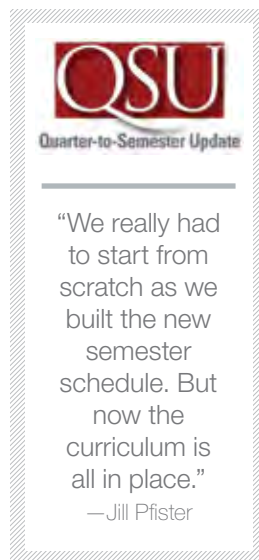 QSU
Quarter-to-Semester Update
“We really had
to start from
scratch as we
built the new
semester
schedule. But
now the
curriculum is
all in place.”
—Jill Pfister